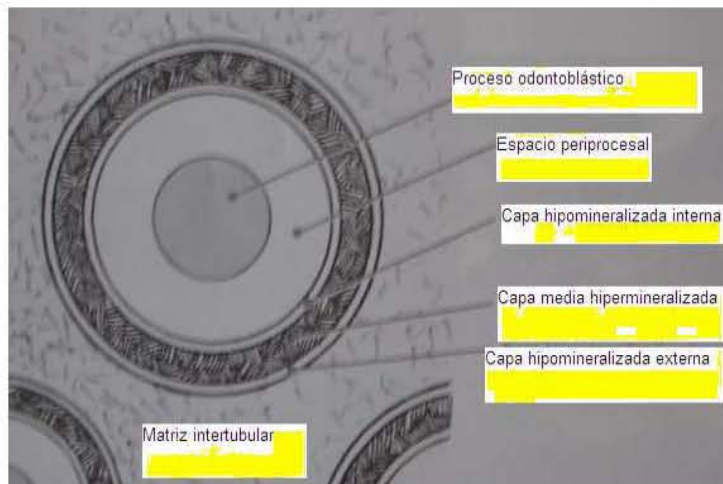 Proceso odontoblástico
Espacio periprocesal
Capa hipomineralizada interna
Capa media hipermineralizada
Capa hipomineralizada externa
Matriz intertubular